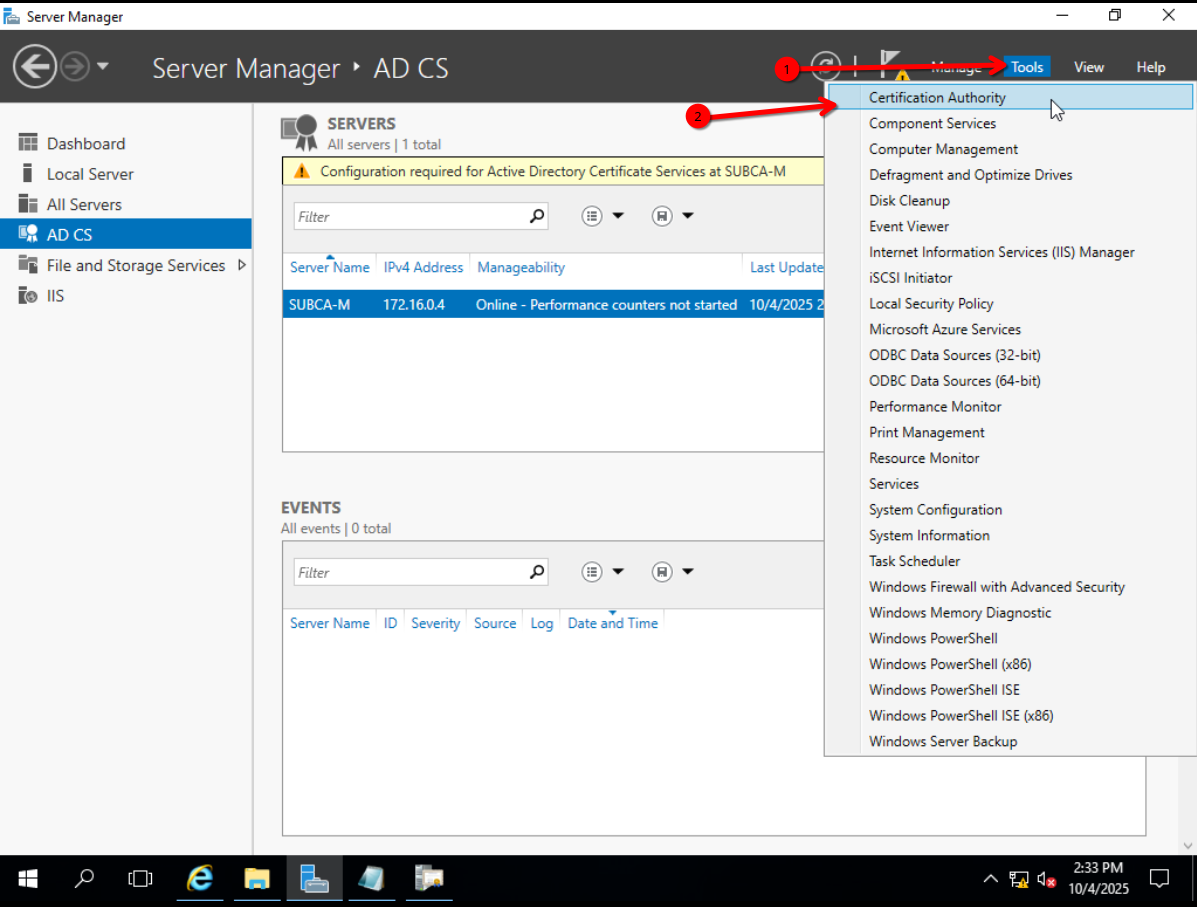 Server Manager
Server Manager ‣ AD CS
1
Manage
Tools
View
Help
2
Certification Authority
Component Services
Computer Management
Defragment and Optimize Drives
Disk Cleanup
Event Viewer
Internet Information Services (IIS) Manager
iSCSI Initiator
Local Security Policy
Microsoft Azure Services
ODBC Data Sources (32-bit)
ODBC Data Sources (64-bit)
Performance Monitor
Print Management
Resource Monitor
Services
System Configuration
System Information
Task Scheduler
Windows Firewall with Advanced Security
Windows Memory Diagnostic
Windows PowerShell
Windows PowerShell (x86)
Windows PowerShell ISE
Windows PowerShell ISE (x86)
Windows Server Backup
Dashboard
Local Server
All Servers
AD CS
File and Storage Services
IIS
SERVERS
All servers | 1 total
Configuration required for Active Directory Certificate Services at SUBCA-M
Filter
Server Name IPv4 Address Manageability Last Update
SUBCA-M 172.16.0.4 Online - Performance counters not started 10/4/2025 2
EVENTS
All events | 0 total
Filter
Server Name ID Severity Source Log Date and Time
2:33 PM
10/4/2025